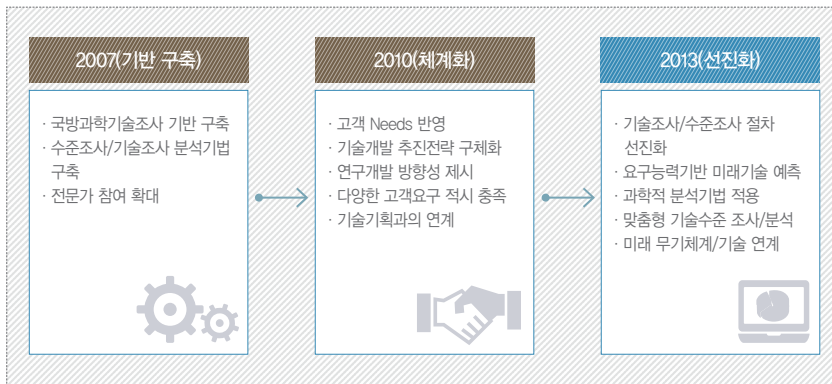 2007(기반 구축)
· 국방과학기술조사 기반 구축
· 수준조사/기술조사 분석기법
구축
· 전문가 참여 확대
2010(체계화)
· 고객 Needs 반영
· 기술개발 추진전략 구체화
· 연구개발 방향성 제시
· 다양한 고객요구 적시 충족
· 기술기획과의 연계
2013(선진화)
· 기술조사/수준조사 절차
선진화
· 요구능력기반 미래기술 예측
· 과학적 분석기법 적용
· 맞춤형 기술수준 조사/분석
· 미래 무기체계/기술 연계